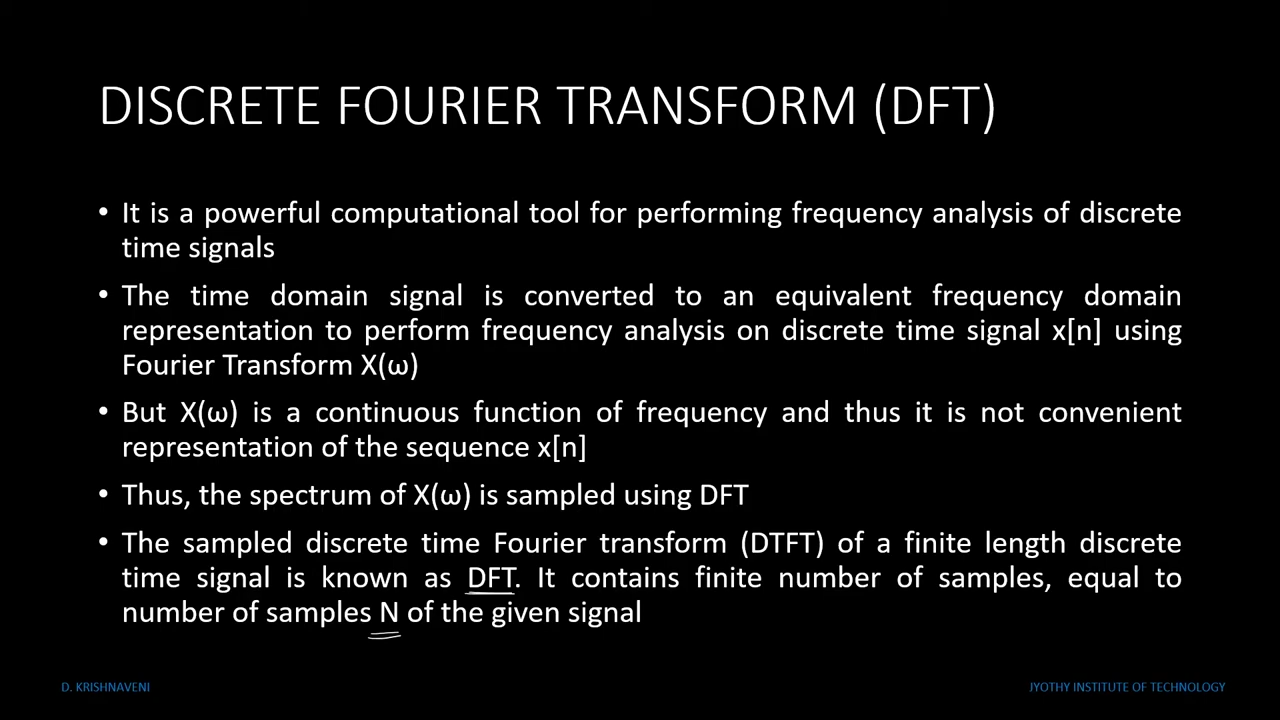 DISCRETE FOURIER TRANSFORM (DFT)
• It is a powerful computational tool for performing frequency analysis of discrete
time signals
• The time domain signal is converted to an equivalent frequency domain
representation to perform frequency analysis on discrete time signal x[n] using
Fourier Transform X(ω)
• But X(ω) is a continuous function of frequency and thus it is not convenient
representation of the sequence x[n]
• Thus, the spectrum of X(ω) is sampled using DFT
• The sampled discrete time Fourier transform (DTFT) of a finite length discrete
time signal is known as DFT. It contains finite number of samples, equal to
number of samples N of the given signal
D. KRISHNAVENI
JYOTHY INSTITUTE OF TECHNOLOGY